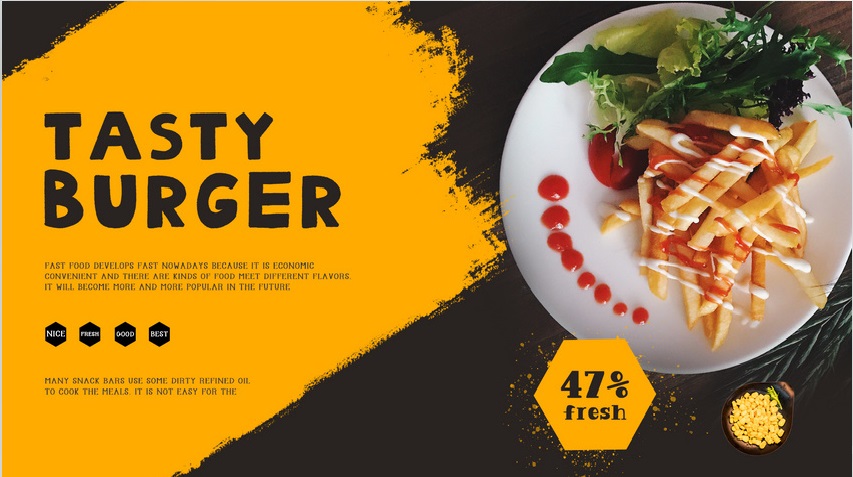 TASTY
BURGER
FAST FOOD DEVELOPS FAST NOWADAYS BECAUSE IT IS ECONOMIC
CONVENIENT AND THERE ARE KINDS OF FOOD MEET DIFFERENT FLAVORS.
IT WILL BECOME MORE AND MORE POPULAR IN THE FUTURE
NICE FRESH GOOD BEST
MANY SNACK BARS USE SOME DIRTY REFINED OIL
TO COOK THE MEALS. IT IS NOT EASY FOR THE
47%
fresh